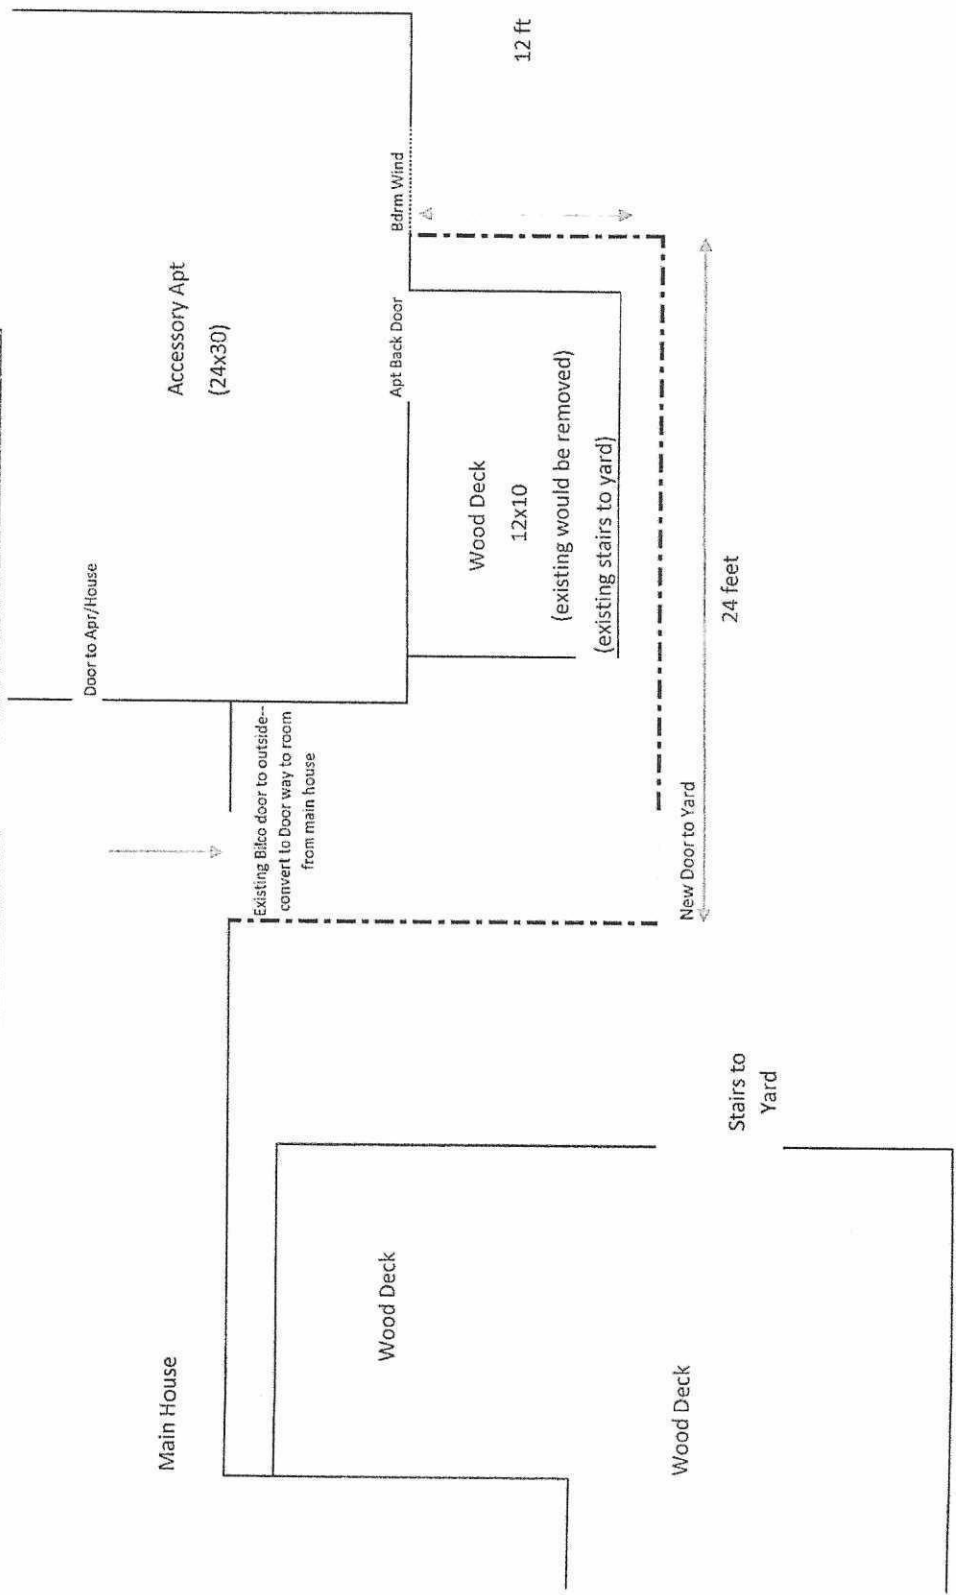 Main House
Wood Deck
Wood Deck
Stairs to
Yard
Existing Bilco door to outside--
convert to Door way to room
from main house
New Door to Yard
24 feet
Door to Apr/House
Accessory Apt
(24x30)
Apt Back Door
Bdrm Wind
Wood Deck
12x10
(existing would be removed)
(existing stairs to yard)
12 ft